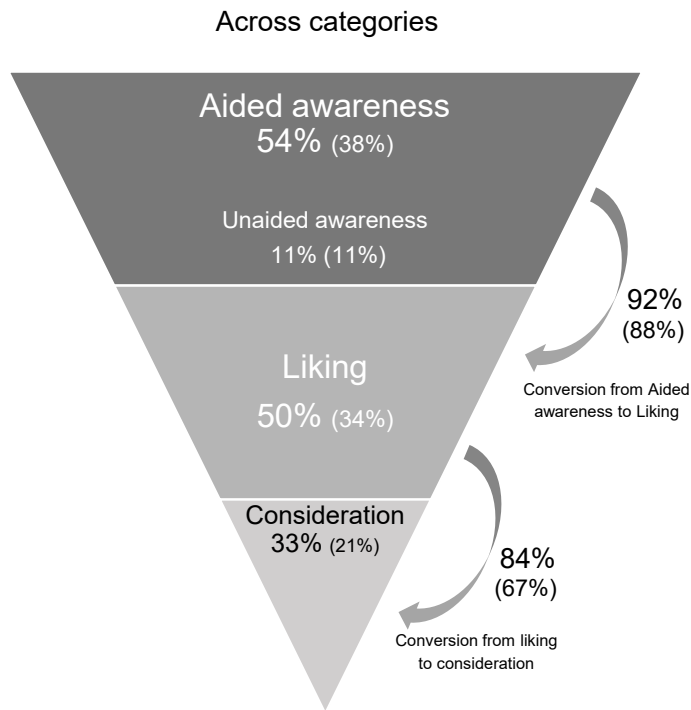 Across categories
Aided awareness
54% (38%)
Unaided awareness
11% (11%)
92%
(88%)
Conversion from Aided
awareness to Liking
Liking
50% (34%)
Consideration
33% (21%)
84%
(67%)
Conversion from liking
to consideration